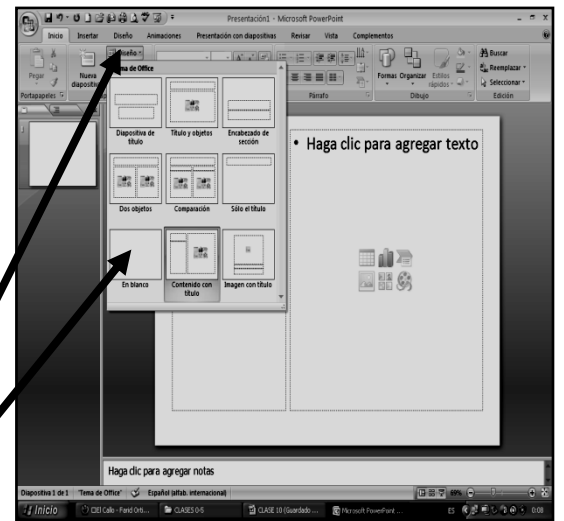 Presentación1 - Microsoft PowerPoint
Inicio Insertar Diseño Animaciones Presentación con diapositivas Revisar Vista Complementos
Pegar
Nueva
diapositiva
Diseño
Formas Organizar Estilos
rápidos
Buscar
Reemplazar
Seleccionar
Portapapeles Párrafo Dibujo Edición
Tema de Office
Diapositiva de
título
Título y objetos
Encabezado de
sección
Dos objetos
Comparación
Sólo el título
En blanco
Contenido con
título
Imagen con título
• Haga clic para agregar texto
Haga clic para agregar notas
Diapositiva 1 de 1 "Tema de Office" Español (alfab. internacional) 69%
Inicio CLASES 0-5 CLASE 10 (Guardado ... Microsoft PowerPoint ... ES 0:08